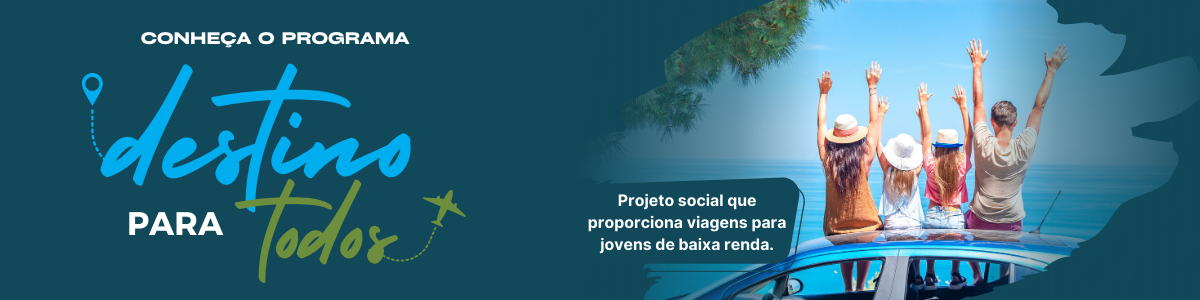 CONHEÇA O PROGRAMA
destino
PARA todos
Projeto social que
proporciona viagens para
jovens de baixa renda.